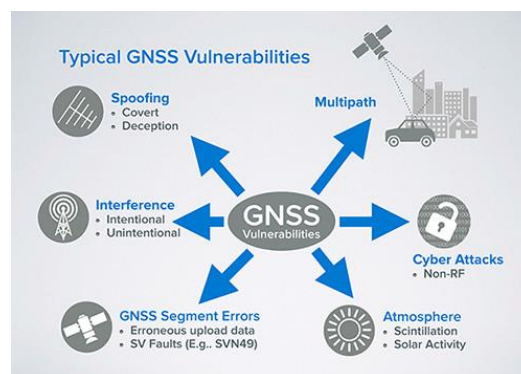 Typical GNSS Vulnerabilities
Spoofing
• Covert
• Deception
Multipath
Interference
• Intentional
• Unintentional
GNSS
Vulnerabilities
Cyber Attacks
• Non-RF
GNSS Segment Errors
• Erroneous upload data
• SV Faults (E.g., SVN49)
Atmosphere
• Scintillation
• Solar Activity